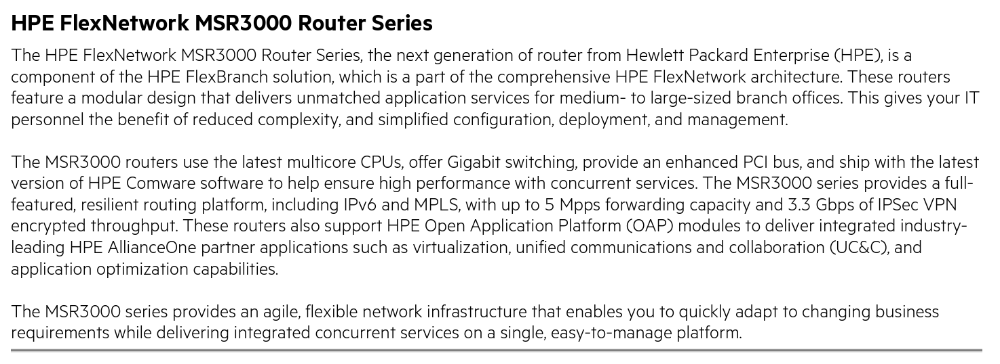 HPE FlexNetwork MSR3000 Router Series
The HPE FlexNetwork MSR3000 Router Series, the next generation of router from Hewlett Packard Enterprise (HPE), is a
component of the HPE FlexBranch solution, which is a part of the comprehensive HPE FlexNetwork architecture. These routers
feature a modular design that delivers unmatched application services for medium- to large-sized branch offices. This gives your IT
personnel the benefit of reduced complexity, and simplified configuration, deployment, and management.
The MSR3000 routers use the latest multicore CPUs, offer Gigabit switching, provide an enhanced PCI bus, and ship with the latest
version of HPE Comware software to help ensure high performance with concurrent services. The MSR3000 series provides a full-
featured, resilient routing platform, including IPv6 and MPLS, with up to 5 Mpps forwarding capacity and 3.3 Gbps of IPSec VPN
encrypted throughput. These routers also support HPE Open Application Platform (OAP) modules to deliver integrated industry-
leading HPE AllianceOne partner applications such as virtualization, unified communications and collaboration (UC&C), and
application optimization capabilities.
The MSR3000 series provides an agile, flexible network infrastructure that enables you to quickly adapt to changing business
requirements while delivering integrated concurrent services on a single, easy-to-manage platform.